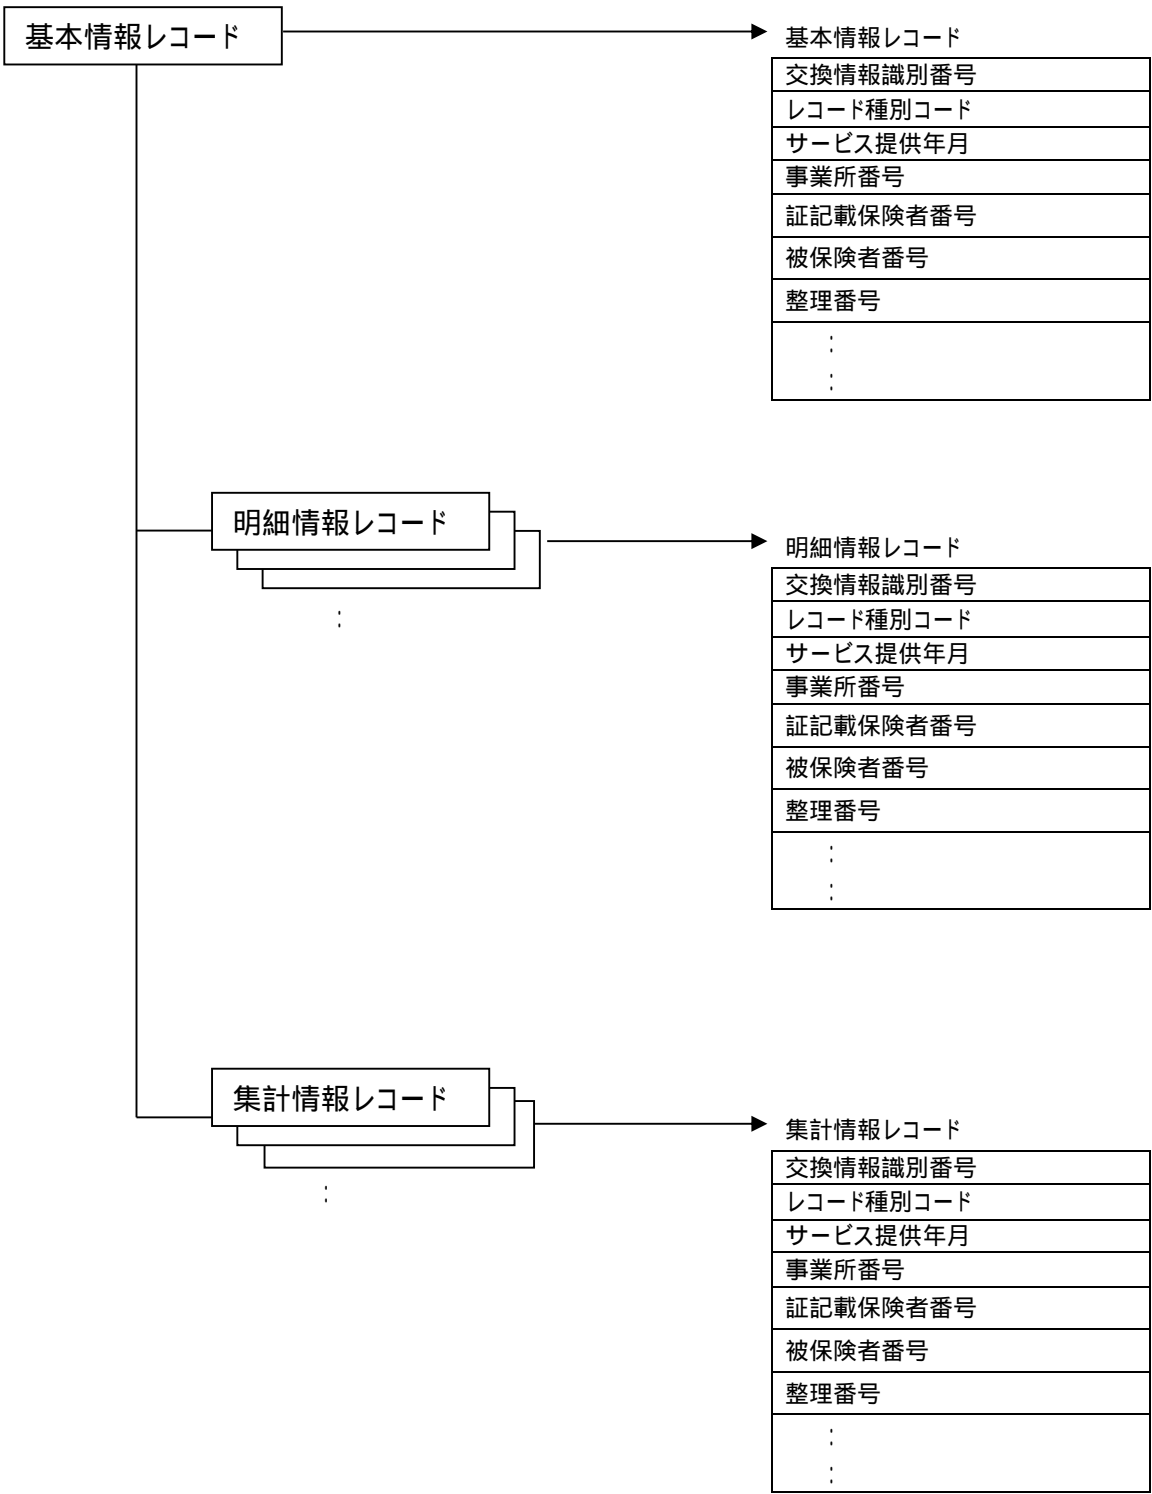 基本情報レコード
基本情報レコード
交換情報識別番号
レコード種別コード
サービス提供年月
事業所番号
証記載保険者番号
被保険者番号
整理番号
:
:
明細情報レコード
:
明細情報レコード
交換情報識別番号
レコード種別コード
サービス提供年月
事業所番号
証記載保険者番号
被保険者番号
整理番号
:
:
集計情報レコード
:
集計情報レコード
交換情報識別番号
レコード種別コード
サービス提供年月
事業所番号
証記載保険者番号
被保険者番号
整理番号
:
: